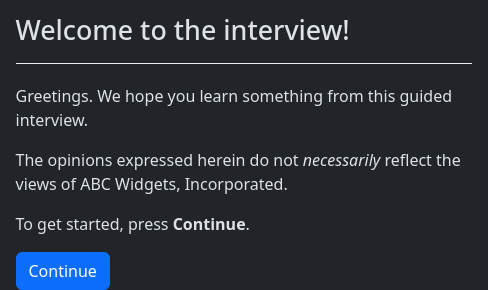 Welcome to the interview!
Greetings. We hope you learn something from this guided
interview.
The opinions expressed herein do not necessarily reflect the
views of ABC Widgets, Incorporated.
To get started, press Continue.
Continue